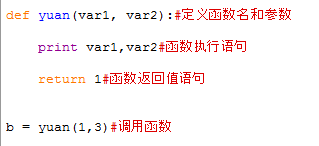 def yuan(var1, var2):#定义函数名和参数
print var1,var2#函数执行语句
return 1#函数返回值语句
b = yuan(1,3)#调用函数